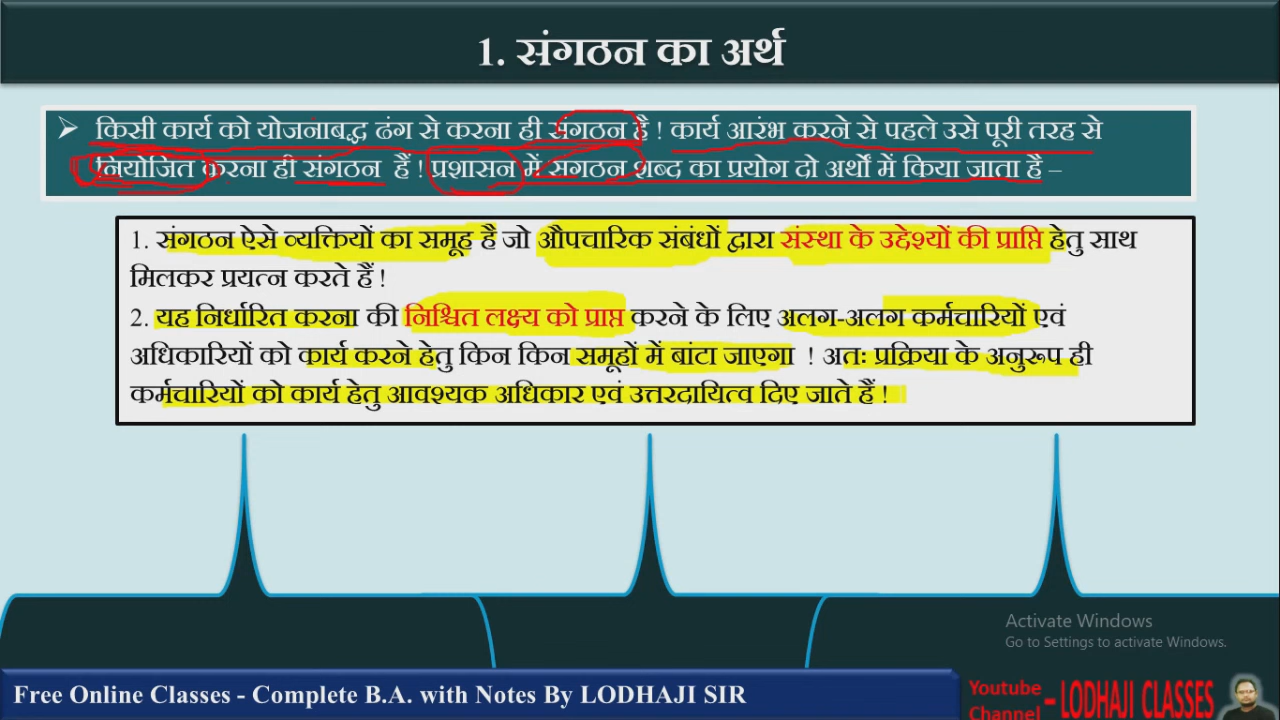 1. संगठन का अर्थ
किसी कार्य को योजनाबद्ध ढंग से करना ही संगठन है ! कार्य आरंभ करने से पहले उसे पूरी तरह से
नियोजित करना ही संगठन हैं ! प्रशासन में संगठन शब्द का प्रयोग दो अर्थों में किया जाता है –
1. संगठन ऐसे व्यक्तियों का समूह है जो औपचारिक संबंधों द्वारा संस्था के उद्देश्यों की प्राप्ति हेतु साथ
मिलकर प्रयत्न करते हैं !
2. यह निर्धारित करना की निश्चित लक्ष्य को प्राप्त करने के लिए अलग-अलग कर्मचारियों एवं
अधिकारियों को कार्य करने हेतु किन किन समूहों में बांटा जाएगा ! अतः प्रक्रिया के अनुरूप ही
कर्मचारियों को कार्य हेतु आवश्यक अधिकार एवं उत्तरदायित्व दिए जाते हैं !
Activate Windows
Go to Settings to activate Windows.
Free Online Classes - Complete B.A. with Notes By LODHAJI SIR
Youtube Channel – LODHAJI CLASSES